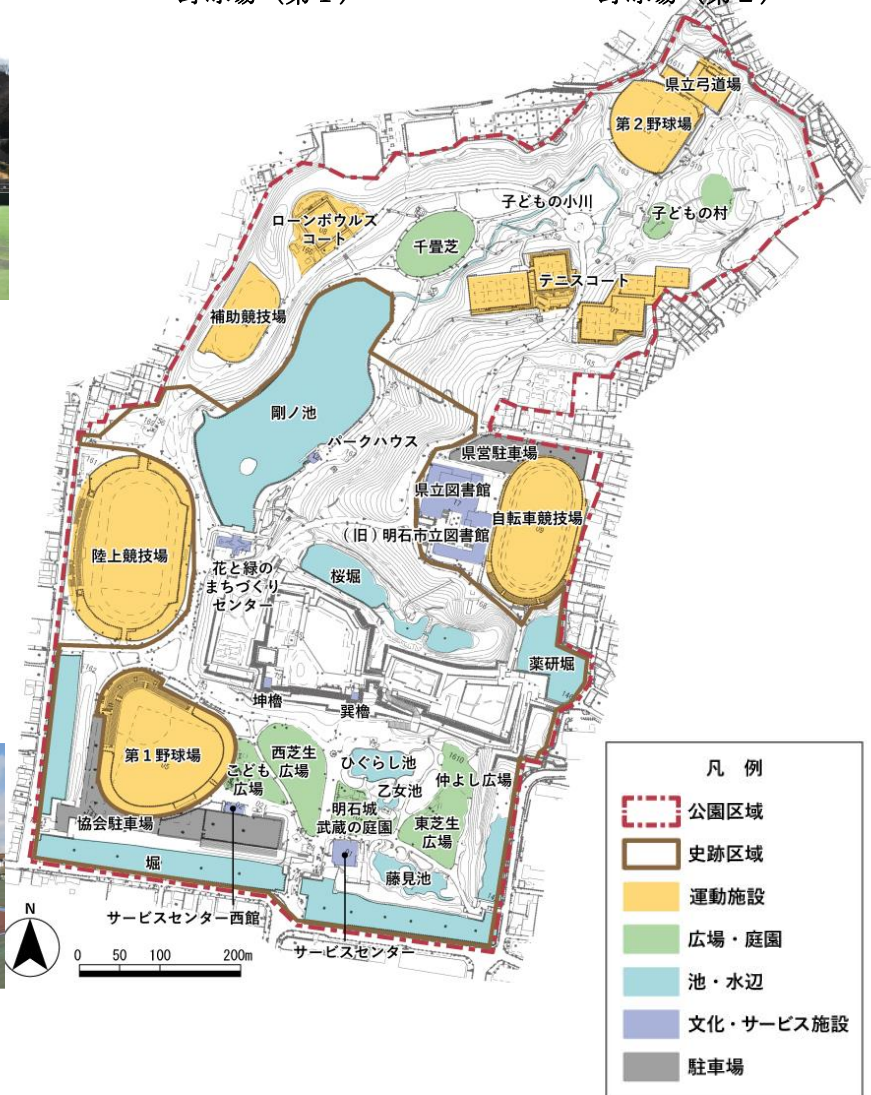 県立弓道場
第２野球場
子どもの小川
子どもの村
ローンボウルズ
コート
千畳芝
テニスコート
補助競技場
剛ノ池
パークハウス
県営駐車場
県立図書館
自転車競技場
（旧）明石市立図書館
陸上競技場
花と緑の
まちづくり
センター
桜堀
薬研堀
坤櫓
巽櫓
第１野球場
こども
広場
西芝生
広場
ひぐらし池
乙女池
仲よし広場
明石城
武蔵の庭園
東芝生
広場
協会駐車場
堀
藤見池
サービスセンター西館
サービスセンター
N
0 50 100 200m
凡 例
公園区域
史跡区域
運動施設
広場・庭園
池・水辺
文化・サービス施設
駐車場